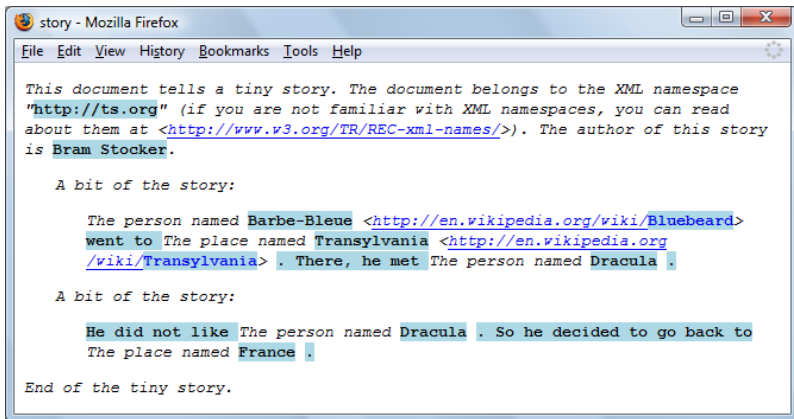 story - Mozilla Firefox
File Edit View History Bookmarks Tools Help
This document tells a tiny story. The document belongs to the XML namespace
"http://ts.org" (if you are not familiar with XML namespaces, you can read
about them at <http://www.w3.org/TR/REC-xml-names/>). The author of this story
is Bram Stocker.
A bit of the story:
The person named Barbe-Bleue <http://en.wikipedia.org/wiki/Bluebeard>
went to The place named Transylvania <http://en.wikipedia.org
/wiki/Transylvania> . There, he met The person named Dracula .
A bit of the story:
He did not like The person named Dracula . So he decided to go back to
The place named France .
End of the tiny story.